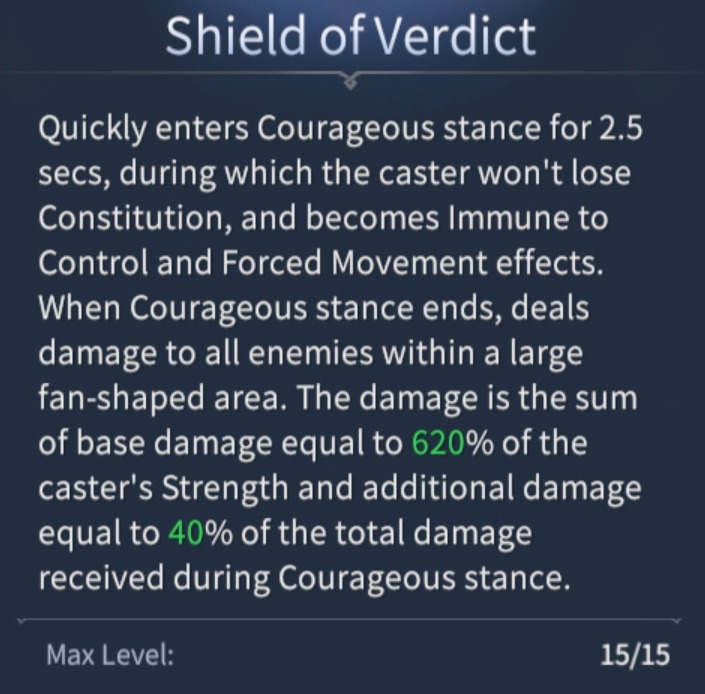 Shield of Verdict
Quickly enters Courageous stance for 2.5
secs, during which the caster won't lose
Constitution, and becomes Immune to
Control and Forced Movement effects.
When Courageous stance ends, deals
damage to all enemies within a large
fan-shaped area. The damage is the sum
of base damage equal to 620% of the
caster's Strength and additional damage
equal to 40% of the total damage
received during Courageous stance.
Max Level: 15/15